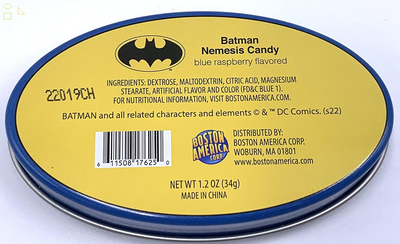 Batman
Nemesis Candy
blue raspberry flavored
INGREDIENTS: DEXTROSE, MALTODEXTRIN, CITRIC ACID, MAGNESIUM
STEARATE, ARTIFICIAL FLAVOR AND COLOR (FD&C BLUE 1).
FOR NUTRITIONAL INFORMATION, VISIT BOSTONAMERICA.COM.
22019CH
BATMAN and all related characters and elements © & ™ DC Comics. (s22)
6 11508 17625 0
BOSTON
AMERICA
CORP.
DISTRIBUTED BY:
BOSTON AMERICA CORP.
WOBURN, MA 01801
www.bostonamerica.com
NET WT 1.2 OZ (34g)
MADE IN CHINA